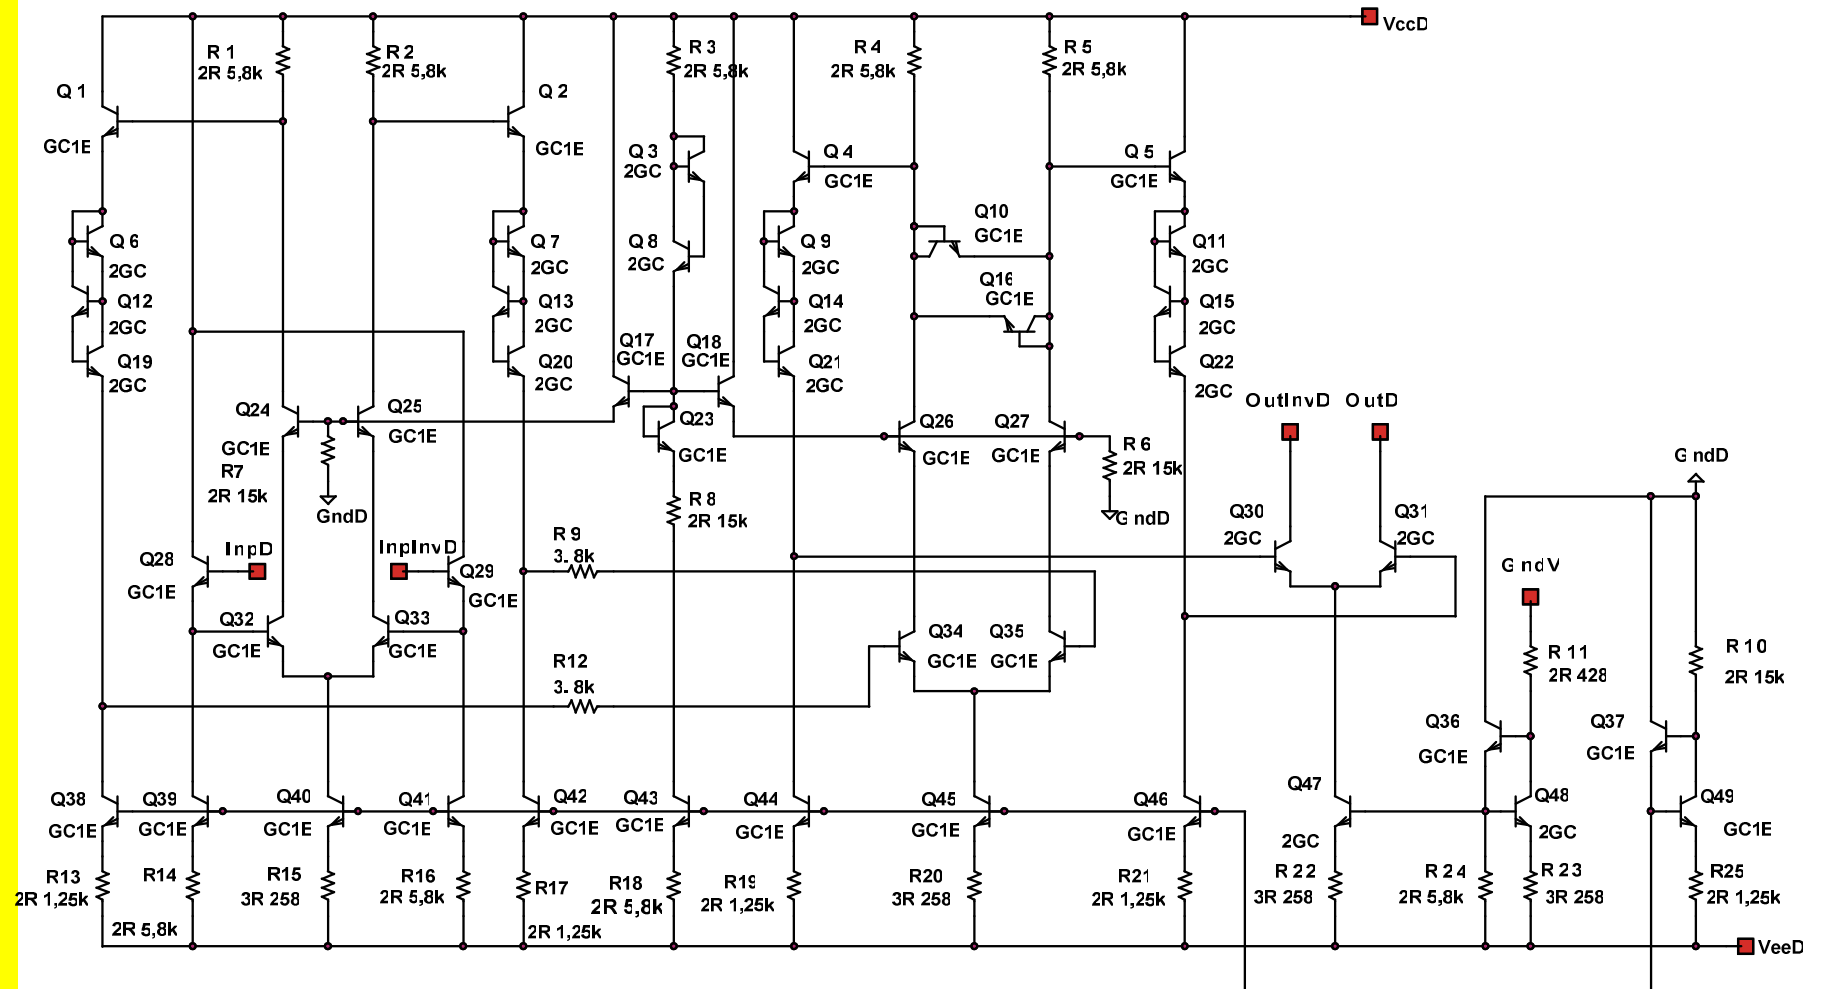 VccD
R 1
2R 5,8k
R 2
2R 5,8k
R 3
2R 5,8k
R 4
2R 5,8k
R 5
2R 5,8k
Q 1
GC1E
Q 2
GC1E
Q 3
2GC
Q 4
GC1E
Q 5
GC1E
Q 6
2GC
Q 7
2GC
Q 8
2GC
Q 9
2GC
Q10
GC1E
Q11
2GC
Q12
2GC
Q13
2GC
Q14
2GC
Q16
GC1E
Q15
2GC
Q17
GC1E
Q18
GC1E
Q19
2GC
Q20
2GC
Q21
2GC
Q22
2GC
OutInvD
OutD
Q24
GC1E
Q25
GC1E
Q23
GC1E
Q26
GC1E
Q27
GC1E
R 6
2R 15k
GndD
R7
2R 15k
GndD
R 8
2R 15k
GndD
Q28
GC1E
InpD
InpInvD
Q29
GC1E
R 9
3. 8k
Q30
2GC
Q31
2GC
GndV
Q32
GC1E
Q33
GC1E
Q34
GC1E
Q35
GC1E
R12
3. 8k
R 11
2R 428
R 10
2R 15k
Q36
GC1E
Q37
GC1E
Q38
GC1E
Q39
GC1E
Q40
GC1E
Q41
GC1E
Q42
GC1E
Q43
GC1E
Q44
GC1E
Q45
GC1E
Q46
GC1E
Q47
2GC
Q48
2GC
Q49
GC1E
R13
2R 1,25k
R14
2R 5,8k
R15
3R 258
R16
2R 5,8k
R17
2R 1,25k
R18
2R 5,8k
R19
2R 1,25k
R20
3R 258
R21
2R 1,25k
R 22
3R 258
R 24
2R 5,8k
R 23
3R 258
R25
2R 1,25k
VeeD